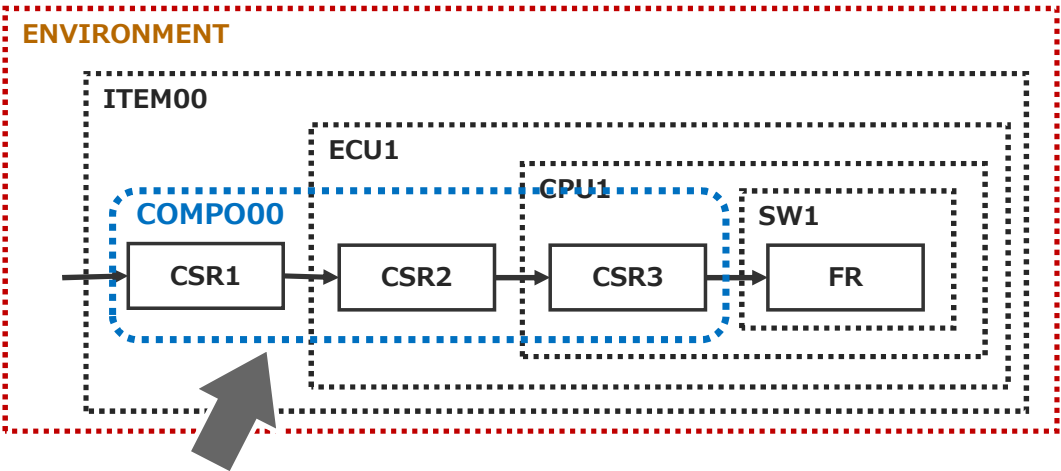 ENVIRONMENT
ITEM00
ECU1
CPU1
COMPO00
SW1
CSR1
CSR2
CSR3
FR